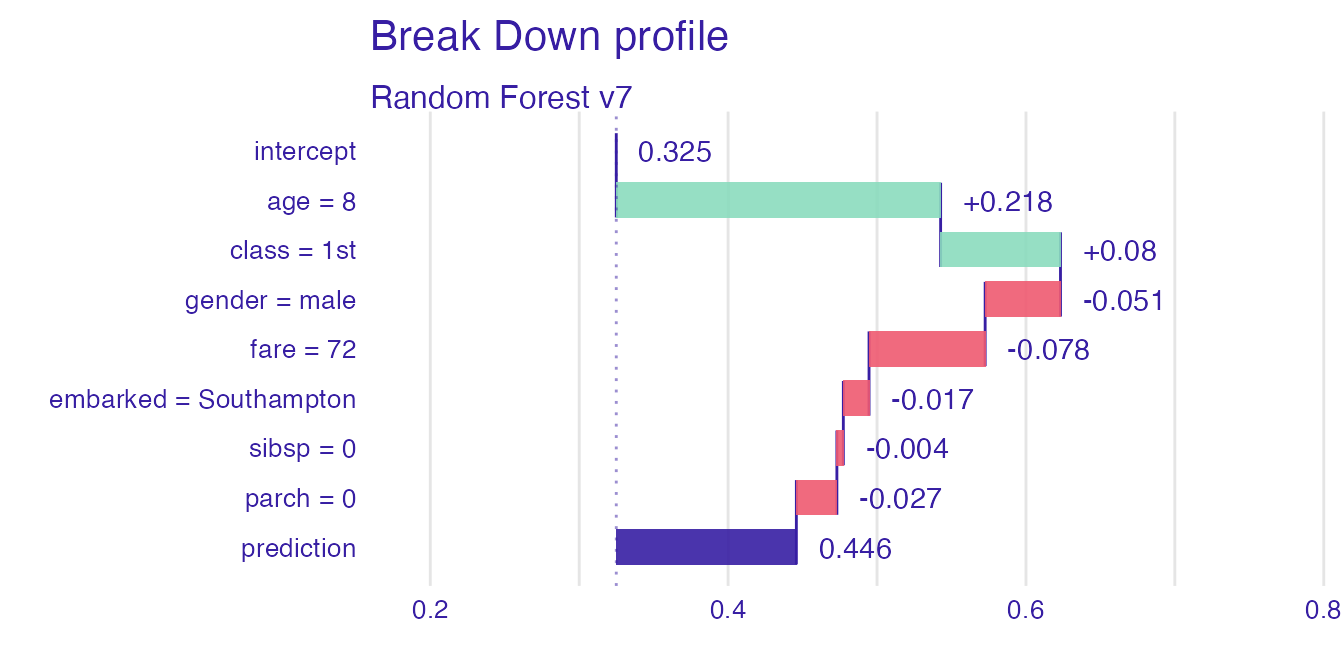 Break Down profile
Random Forest v7
intercept 0.325
age = 8 +0.218
class = 1st +0.08
gender = male -0.051
fare = 72 -0.078
embarked = Southampton -0.017
sibsp = 0 -0.004
parch = 0 -0.027
prediction 0.446
0.2 0.4 0.6 0.8